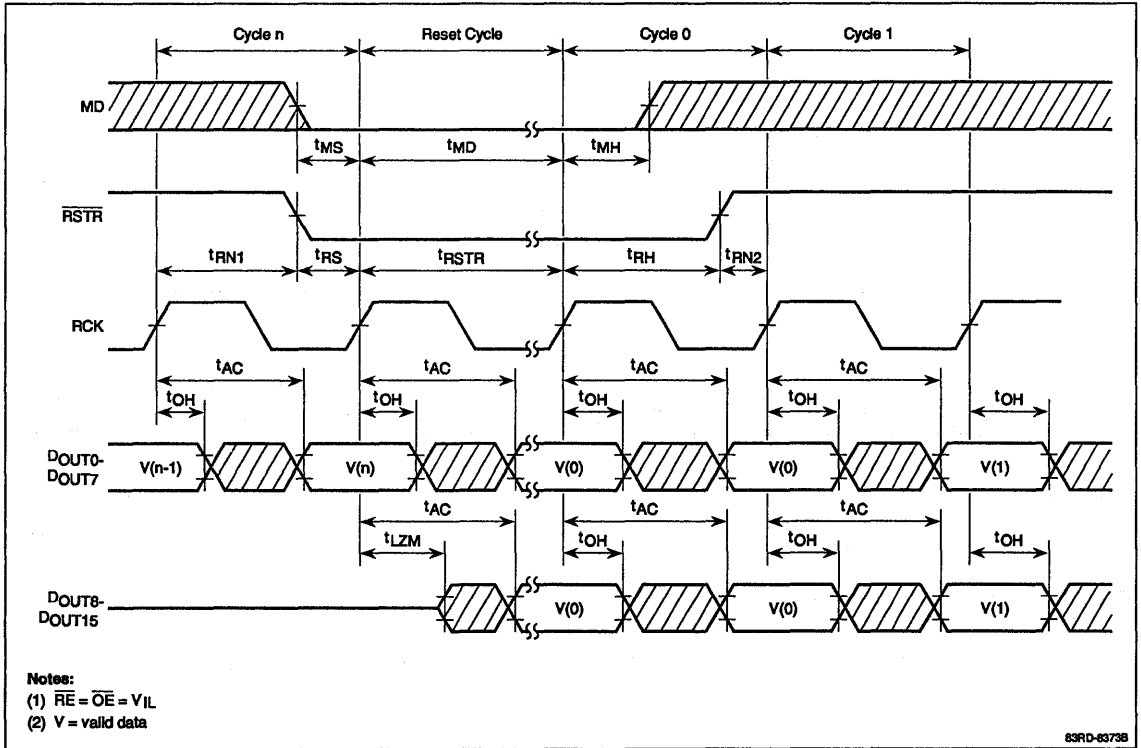 Cycle n Reset Cycle Cycle 0 Cycle 1
MD
tMS tMD tMH
RSTR
tRN1 tRS tRSTR tRH tRN2
RCK
tAC tAC tAC tAC
tOH tOH tOH tOH tOH
DOUT0-
DOUT7
V(n-1) V(n) V(0) V(0) V(1)
tAC tAC tAC
tLZM tOH tOH tOH
DOUT8-
DOUT15
V(0) V(0) V(1)
Notes:
(1) RE = OE = VIL
(2) V = valid data
83RD-8373B